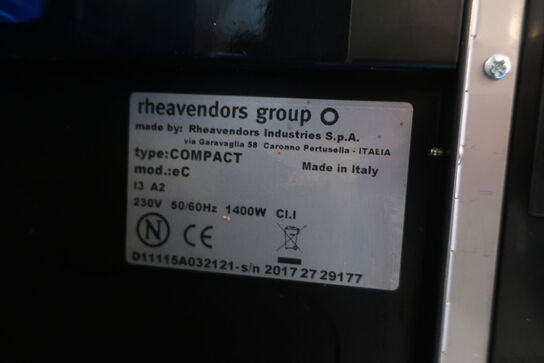 rheavendors group
made by: Rheavendors Industries S.p.A.
via Garavaglia 58 Caronno Pertusella - ITALIA
type:COMPACT Made in Italy
mod.:eC
I3 A2
230V 50/60Hz 1400W Cl.I
N CE
D11115A032121-s/n 2017 27 29177